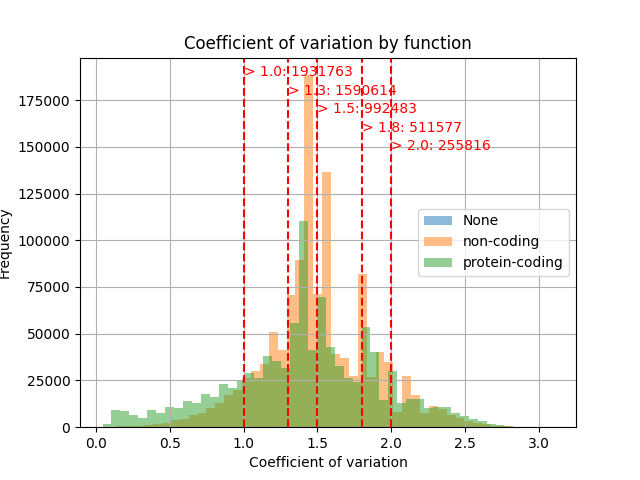 Coefficient of variation by function
> 1.0: 1931763
> 1.3: 1590614
> 1.5: 992483
> 1.8: 511577
> 2.0: 255816
175000
150000
125000
100000
75000
50000
25000
0
Frequency
None
non-coding
protein-coding
0.0 0.5 1.0 1.5 2.0 2.5 3.0
Coefficient of variation